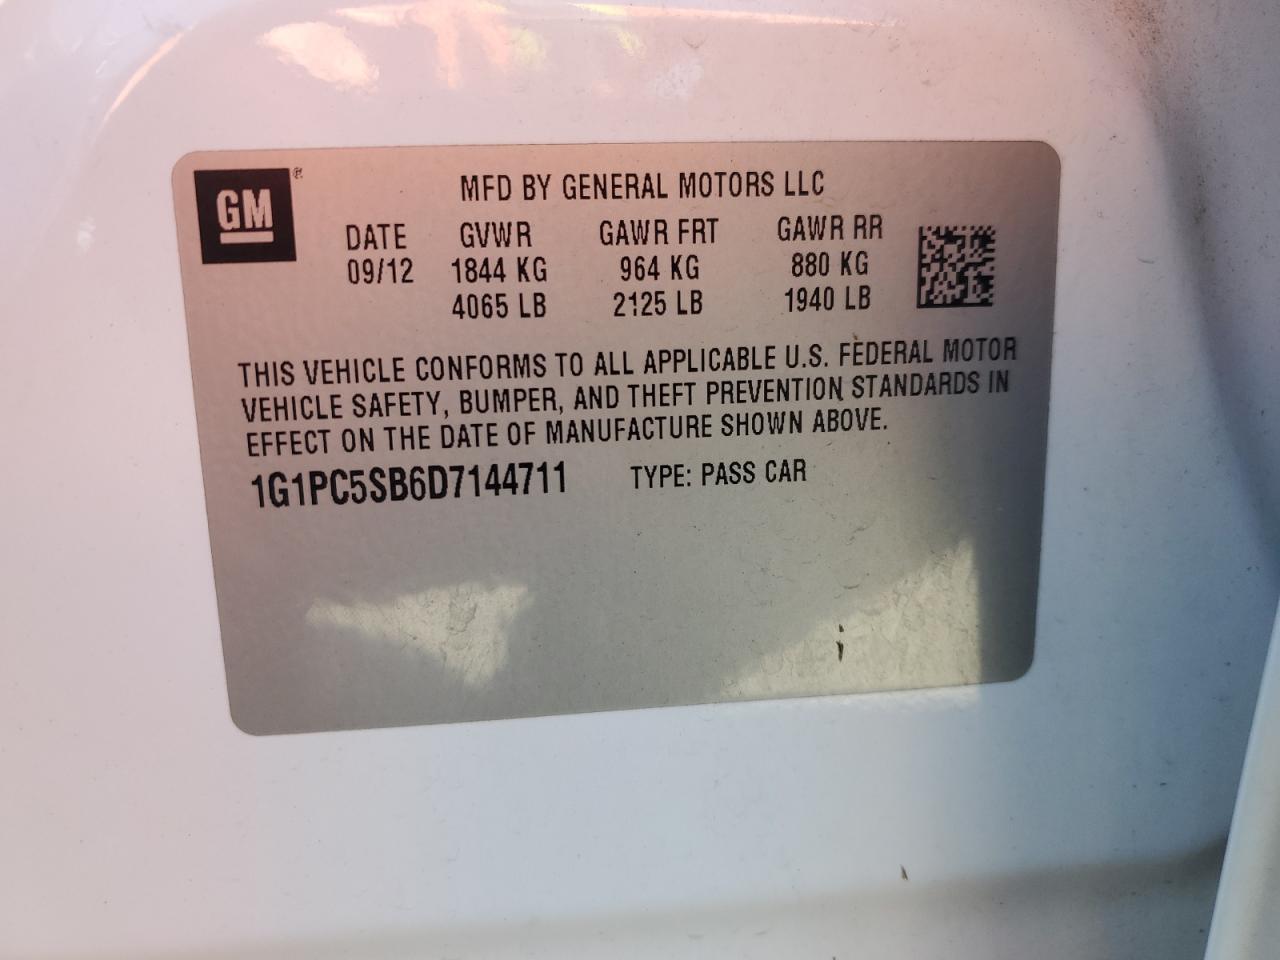 GM ®
MFD BY GENERAL MOTORS LLC
DATE GVWR GAWR FRT GAWR RR
09/12 1844 KG 964 KG 880 KG
4065 LB 2125 LB 1940 LB
THIS VEHICLE CONFORMS TO ALL APPLICABLE U.S. FEDERAL MOTOR
VEHICLE SAFETY, BUMPER, AND THEFT PREVENTION STANDARDS IN
EFFECT ON THE DATE OF MANUFACTURE SHOWN ABOVE.
1G1PC5SB6D7144711 TYPE: PASS CAR